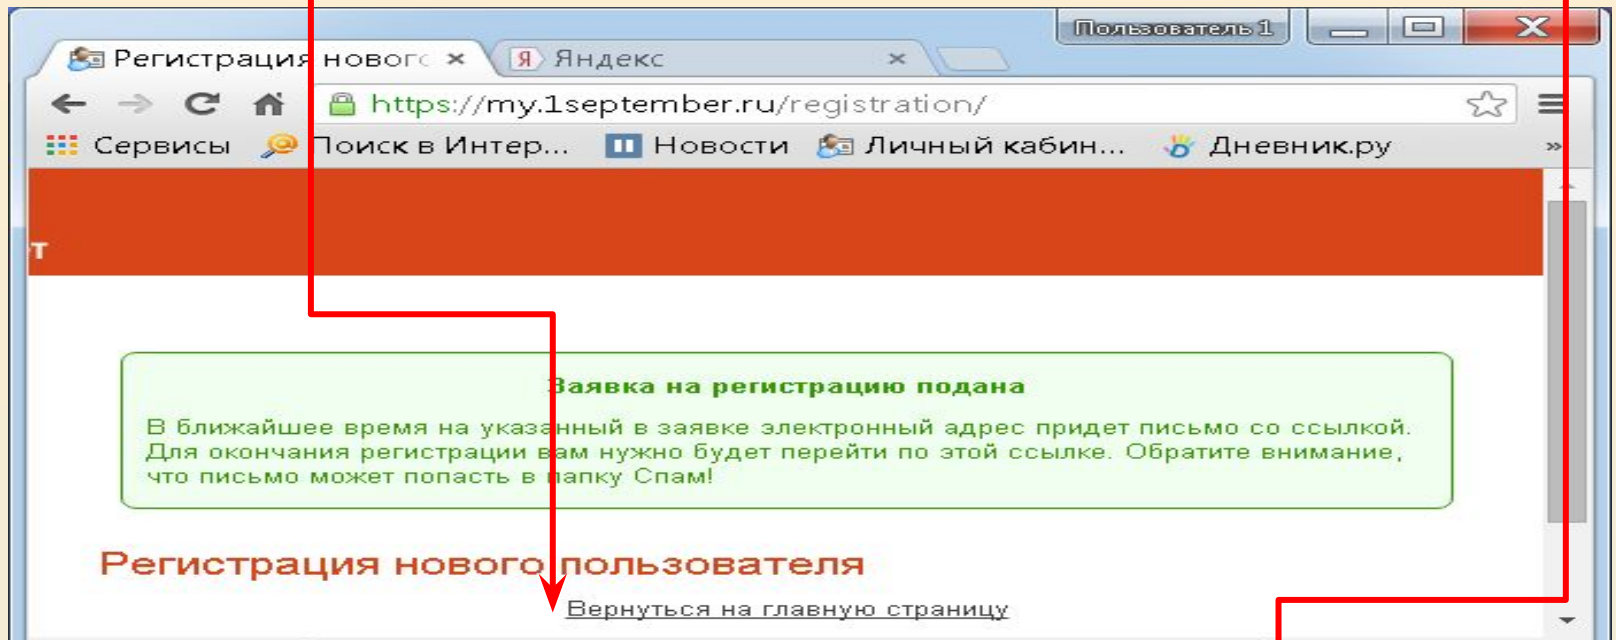 Пользователь 1
Регистрация новог
Яндекс
https://my.1september.ru/registration/
Сервисы Поиск в Интер... Новости Личный кабин... Дневник.ру »
т
Заявка на регистрацию подана
В ближайшее время на указанный в заявке электронный адрес придет письмо со ссылкой.
Для окончания регистрации вам нужно будет перейти по этой ссылке. Обратите внимание,
что письмо может попасть в папку Спам!
Регистрация нового пользователя
Вернуться на главную страницу